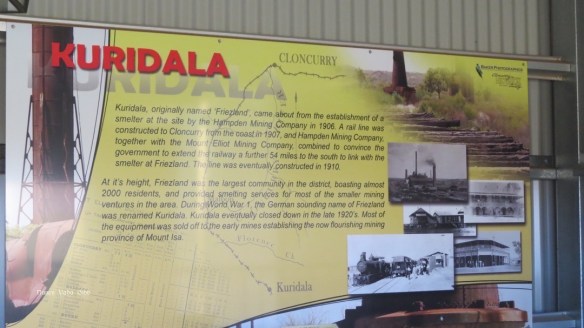 KURIDALA
CLONCURRY
Kuridala, originally named 'Friezland', came about from the establishment of a
smelter at the site by the Hampden Mining Company in 1906. A rail line was
constructed to Cloncurry from the coast in 1907, and Hampden Mining Company,
together with the Mount Elliot Mining Company, combined to convince the
government to extend the railway a further 54 miles to the south to link with the
smelter at Friezland. The line was eventually constructed in 1910.
At it's height, Friezland was the largest community in the district, boasting almost
2000 residents, and provided smelting services for most of the smaller mining
ventures in the area. During World War 1, the German sounding name of Friezland
was renamed Kuridala. Kuridala eventually closed down in the late 1920's. Most of
the equipment was sold off to the early mines establishing the now flourishing mining
province of Mount Isa.
Kuridala